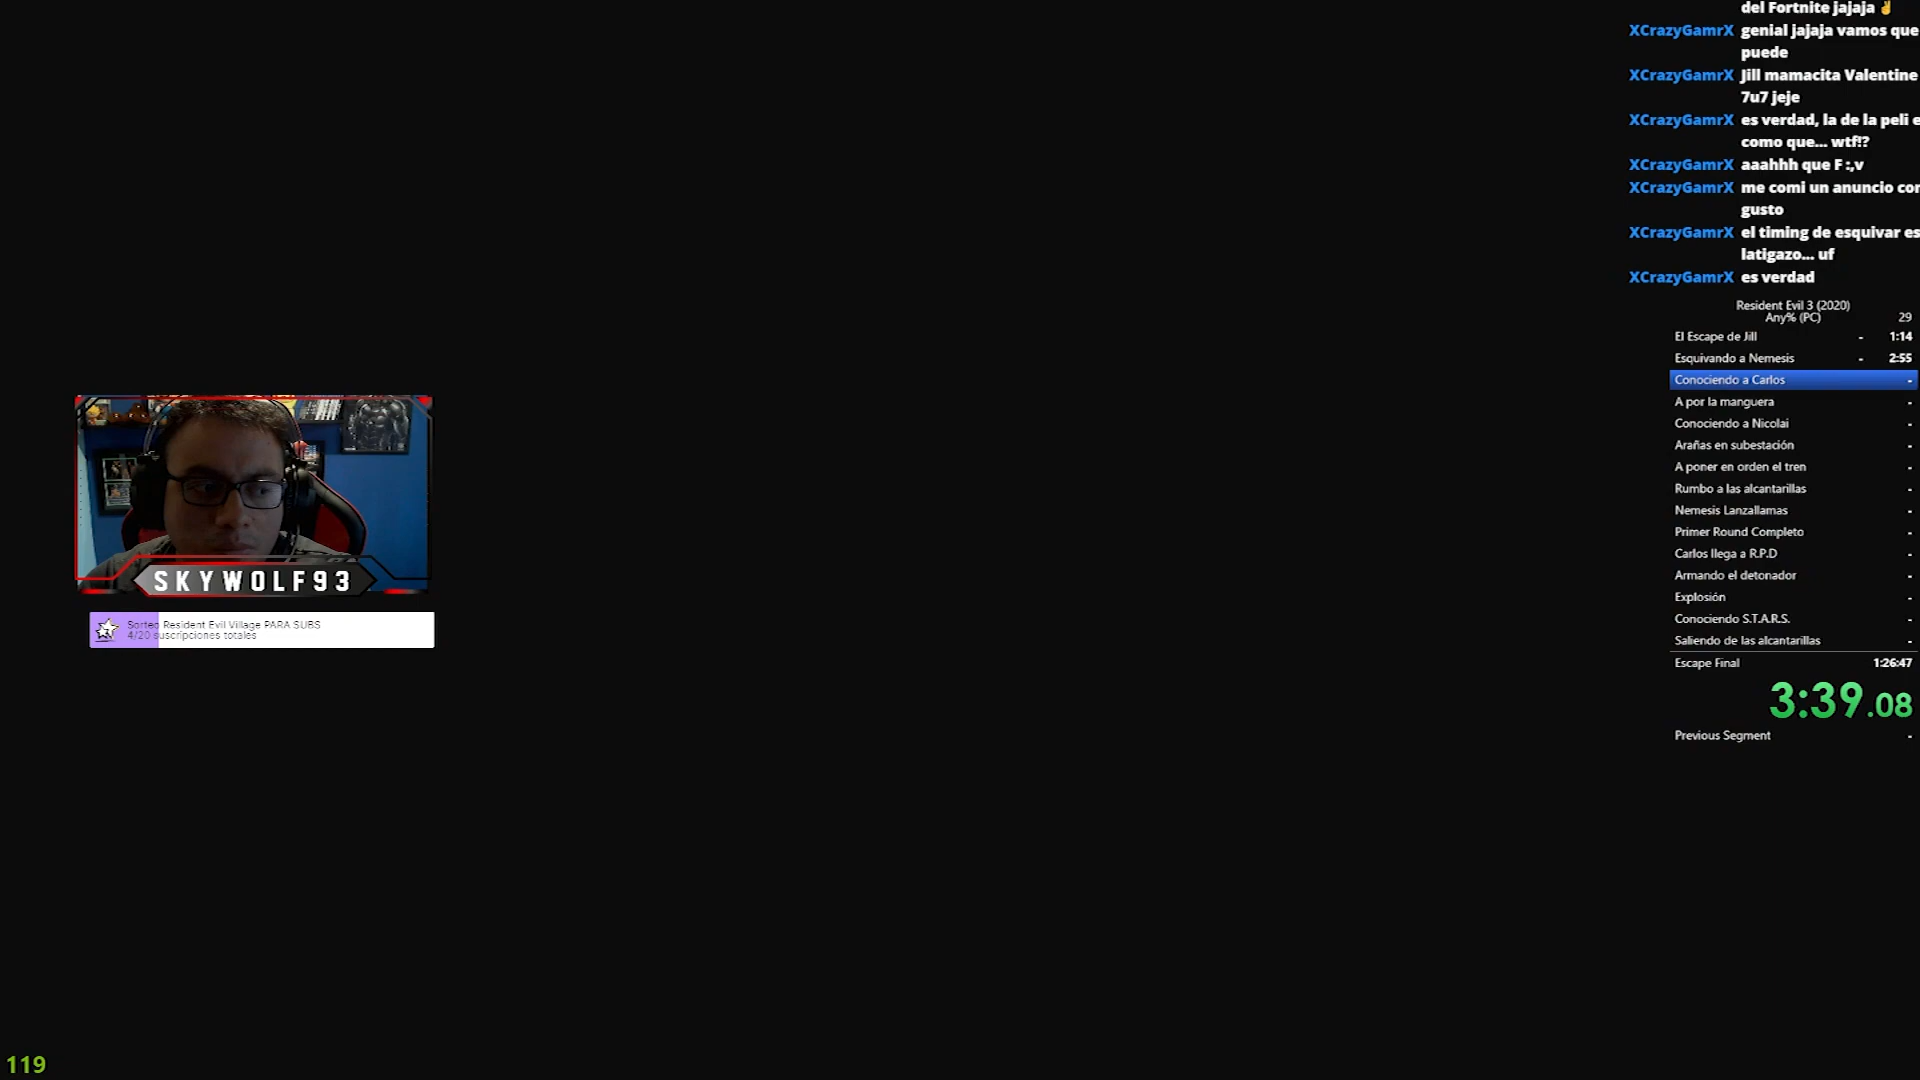 del Fortnite jajaja ✌
XCrazyGamrX genial jajaja vamos que
puede
XCrazyGamrX Jill mamacita Valentine
7u7 jeje
XCrazyGamrX es verdad, la de la peli e
como que... wtf!?
XCrazyGamrX aaahhh que F :,v
XCrazyGamrX me comi un anuncio con
gusto
XCrazyGamrX el timing de esquivar es
latigazo... uf
XCrazyGamrX es verdad
Resident Evil 3 (2020)
Any% (PC) 29
El Escape de Jill - 1:14
Esquivando a Nemesis - 2:55
Conociendo a Carlos -
A por la manguera -
Conociendo a Nicolai -
Arañas en subestación -
A poner en orden el tren -
Rumbo a las alcantarillas -
Nemesis Lanzallamas -
Primer Round Completo -
Carlos llega a R.P.D -
Armando el detonador -
Explosión -
Conociendo S.T.A.R.S. -
Saliendo de las alcantarillas -
Escape Final 1:26:47
3:39.08
Previous Segment -
SKYWOLF93
Sorteo Resident Evil Village PARA SUBS
4/20 suscripciones totales
119